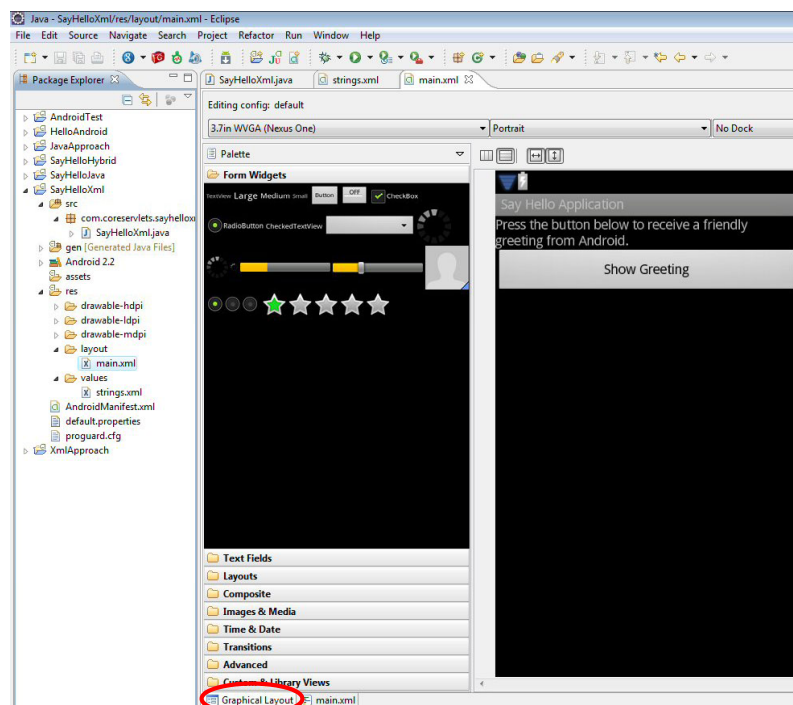 Java - SayHelloXml/res/layout/main.xml - Eclipse
File Edit Source Navigate Search Project Refactor Run Window Help
Package Explorer
SayHelloXml.java strings.xml main.xml
Editing config: default
3.7in WVGA (Nexus One) Portrait No Dock
AndroidTest
HelloAndroid
JavaApproach
SayHelloHybrid
SayHelloJava
SayHelloXml
src
com.coreservlets.sayhellox
SayHelloXml.java
gen [Generated Java Files]
Android 2.2
assets
res
drawable-hdpi
drawable-ldpi
drawable-mdpi
layout
main.xml
values
strings.xml
AndroidManifest.xml
default.properties
proguard.cfg
XmlApproach
Palette
Form Widgets
TextView Large Medium Small Button OFF CheckBox
RadioButton CheckedTextView
Text Fields
Layouts
Composite
Images & Media
Time & Date
Transitions
Advanced
Custom & Library Views
Say Hello Application
Press the button below to receive a friendly
greeting from Android.
Show Greeting
Graphical Layout main.xml